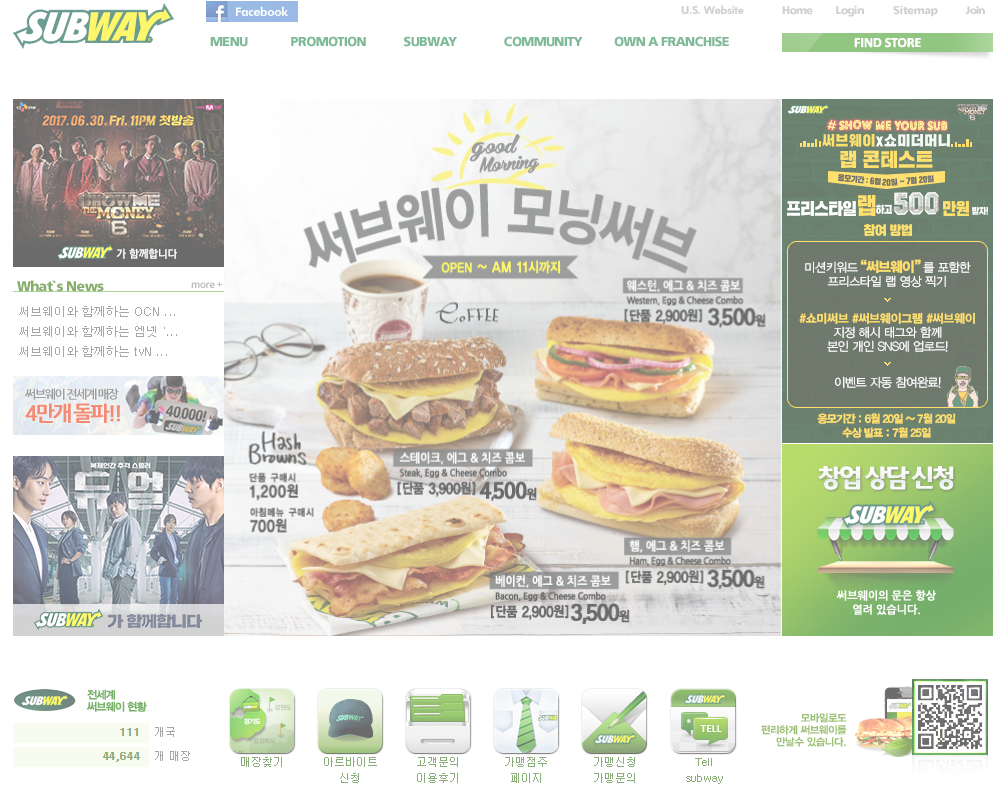 SUBWAY
Facebook
U.S. Website
Home
Login
Sitemap
Join
MENU
PROMOTION
SUBWAY
COMMUNITY
OWN A FRANCHISE
FIND STORE
2017.06.30. Fri. 11PM 첫방송
SHOW ME
THE MONEY
6
SUBWAY 가 함께합니다
What`s News
more +
써브웨이와 함께하는 OCN ...
써브웨이와 함께하는 엠넷 '...
써브웨이와 함께하는 tvN ...
써브웨이 전세계 매장
4만개 돌파!!
40,000!
SUBWAY
복제인간 추격 스릴러
듀얼
SUBWAY 가 함께합니다
good
Morning
써브웨이 모닝써브
OPEN ~ AM 11시까지
COFFEE
웨스턴, 에그 & 치즈 콤보
Western, Egg & Cheese Combo
[단품 2,900원] 3,500원
Hash
Browns
단품 구매시
1,200원
아침메뉴 구매시
700원
스테이크, 에그 & 치즈 콤보
Steak, Egg & Cheese Combo
[단품 3,900원] 4,500원
햄, 에그 & 치즈 콤보
Ham, Egg & Cheese Combo
[단품 2,900원] 3,500원
베이컨, 에그 & 치즈 콤보
Bacon, Egg & Cheese Combo
[단품 2,900원] 3,500원
SUBWAY
# SHOW ME YOUR SUB
써브웨이x쇼미더머니
랩 콘테스트
응모기간 : 6월 20일 ~ 7월 20일
프리스타일 랩하고 500만원 받자!
참여 방법
미션키워드 “써브웨이”를 포함한
프리스타일 랩 영상 찍기
#쇼미써브 #써브웨이그램 #써브웨이
지정 해시 태그와 함께
본인 개인 SNS에 업로드!
이벤트 자동 참여완료!
응모기간 : 6월 20일 ~ 7월 20일
수상 발표 : 7월 25일
창업 상담 신청
SUBWAY
써브웨이의 문은 항상
열려 있습니다.
SUBWAY
전세계
써브웨이 현황
111 개국
44,644 개 매장
경기도
강원도
매장찾기
아르바이트
신청
고객문의
이용후기
SUBWAY
가맹점주
페이지
SUBWAY
가맹신청
가맹문의
SUBWAY
TELL
Tell
subway
모바일로도
편리하게 써브웨이를
만날수 있습니다.